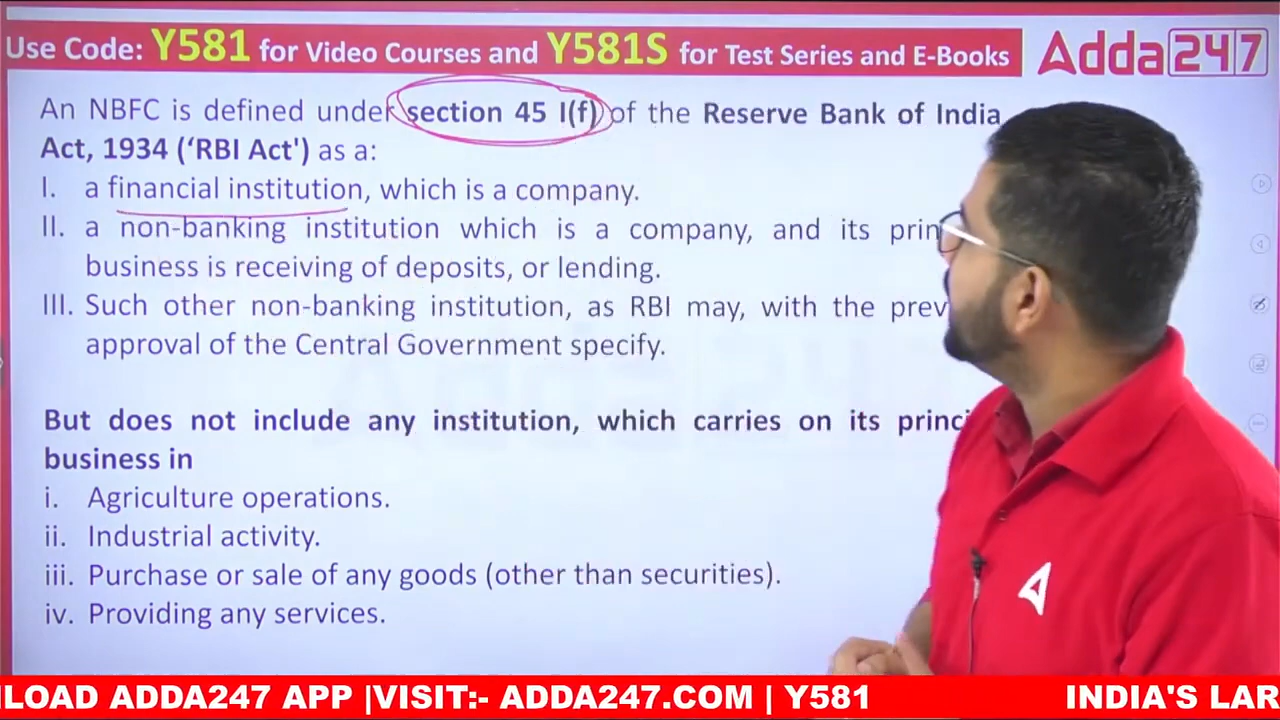 Use Code: Y581 for Video Courses and Y581S for Test Series and E-Books
Adda247
An NBFC is defined under section 45 I(f) of the Reserve Bank of India
Act, 1934 (‘RBI Act') as a:
I. a financial institution, which is a company.
II. a non-banking institution which is a company, and its
business is receiving of deposits, or lending.
III. Such other non-banking institution, as RBI may, with the
approval of the Central Government specify.
But does not include any institution, which carries on its
business in
i. Agriculture operations.
ii. Industrial activity.
iii. Purchase or sale of any goods (other than securities).
iv. Providing any services.
ADDA247 APP |VISIT:- ADDA247.COM | Y581 INDIA'S